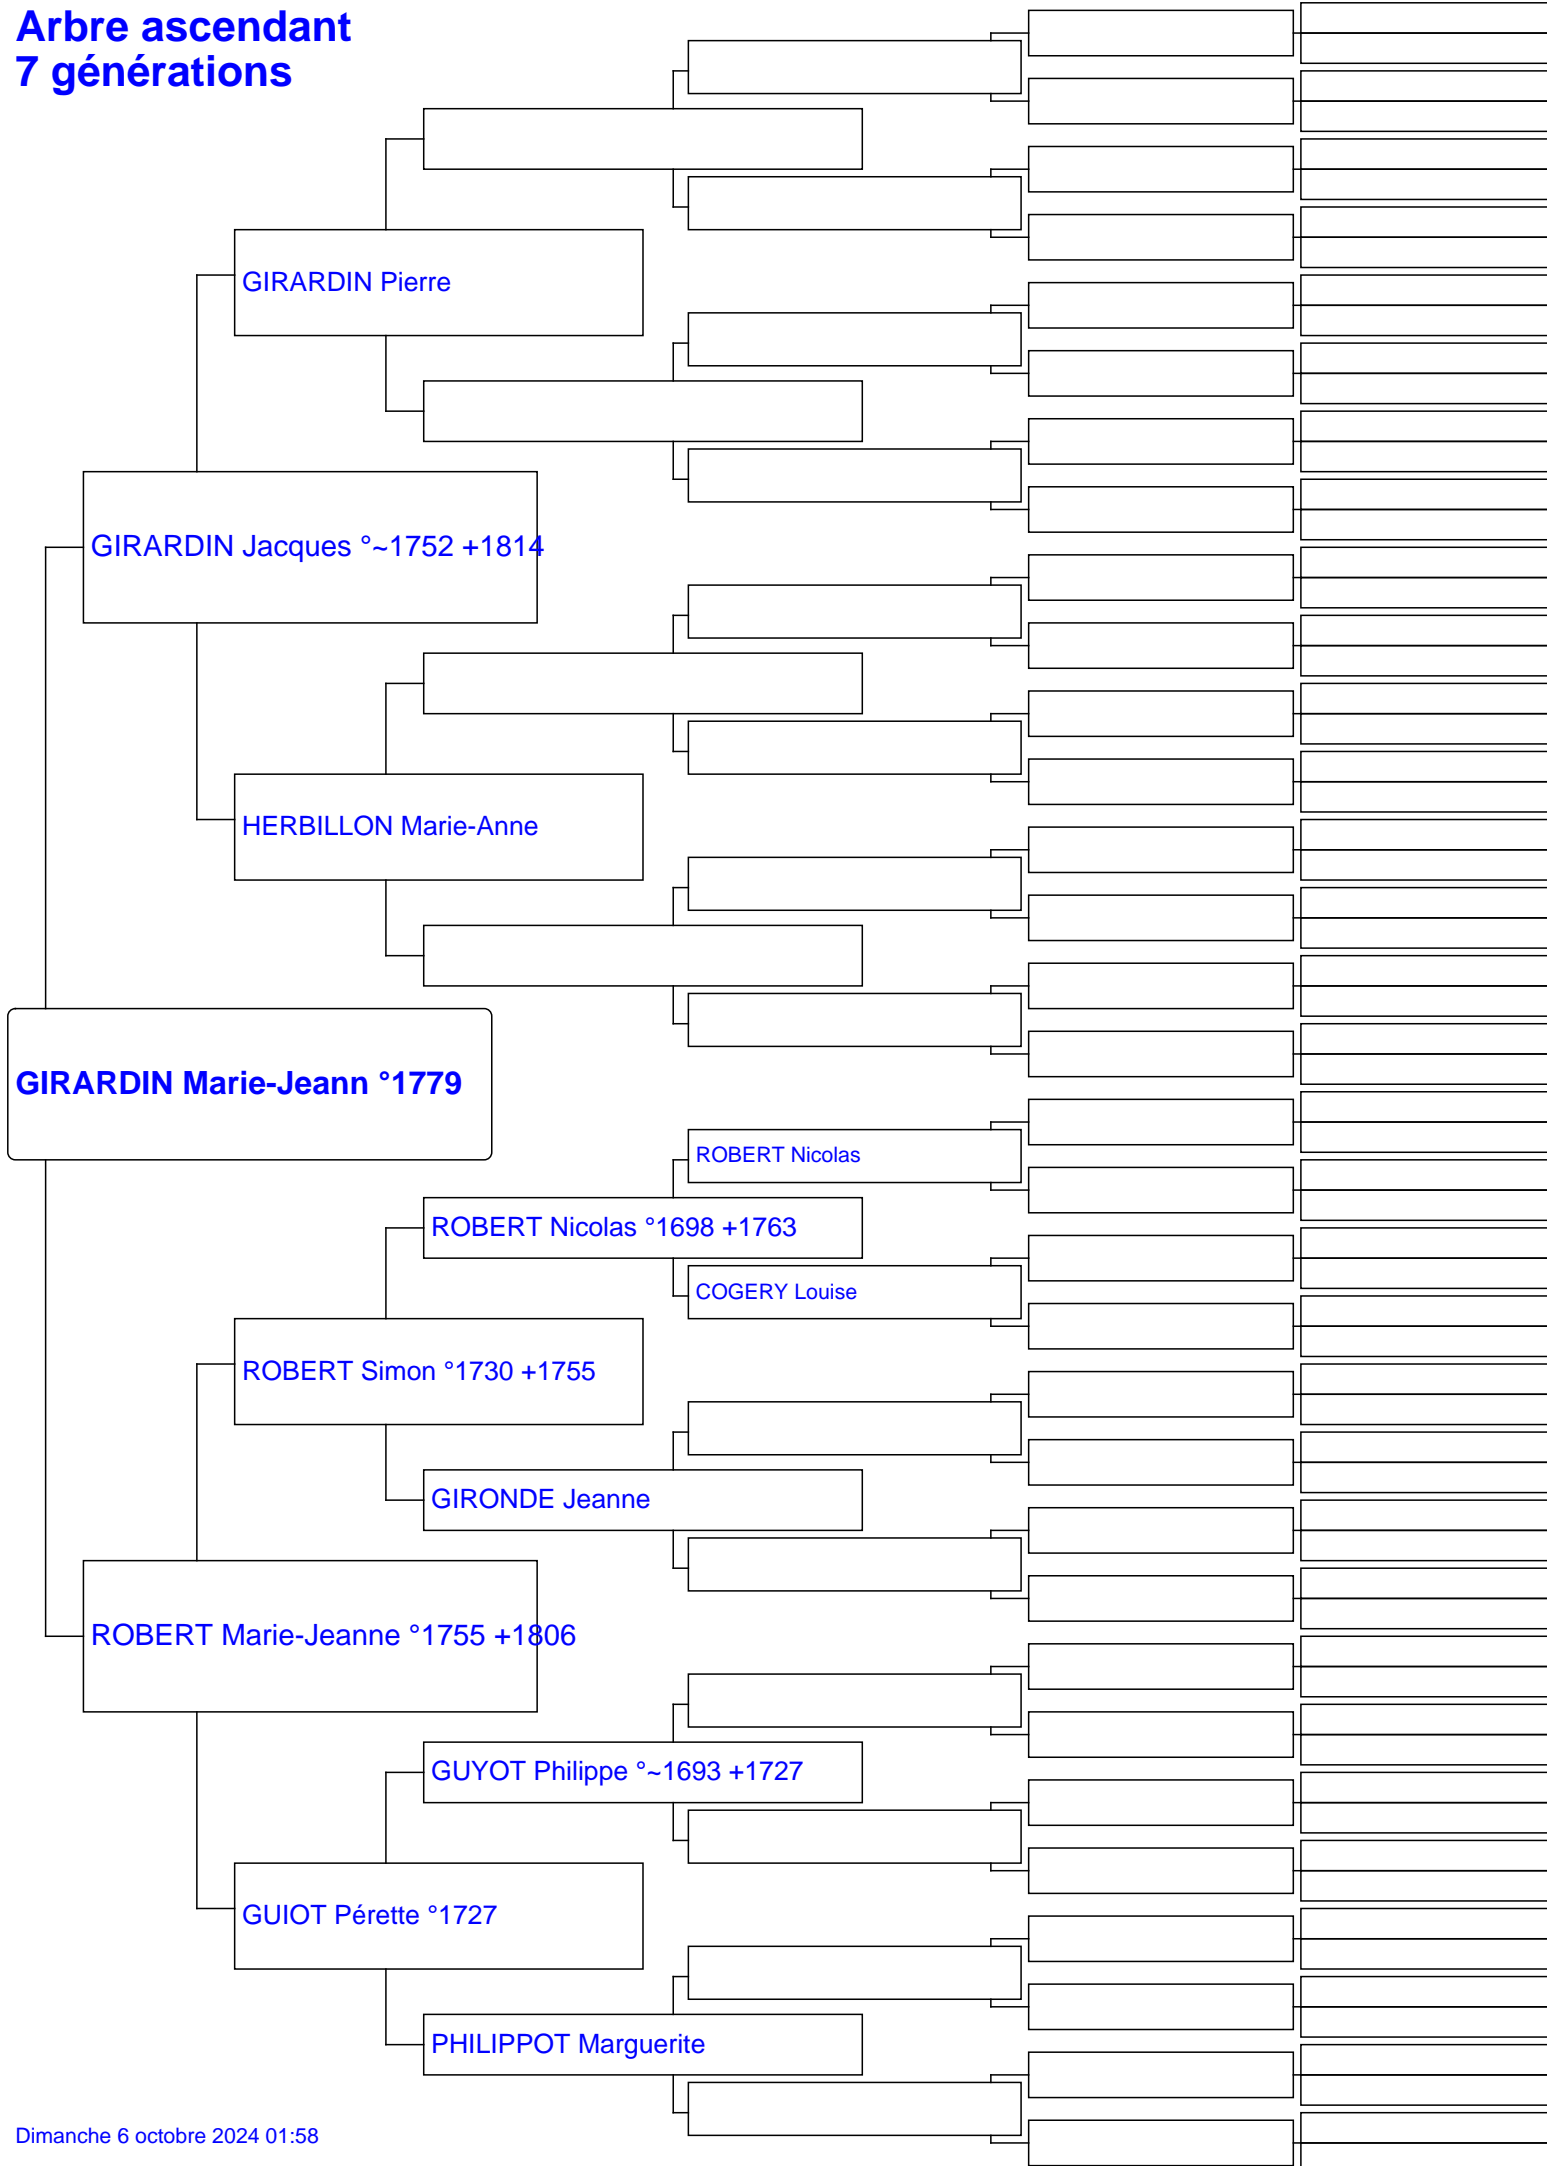 Arbre ascendant
7 générations
GIRARDIN Pierre
GIRARDIN Jacques °~1752 +1814
HERBILLON Marie-Anne
GIRARDIN Marie-Jeann °1779
ROBERT Nicolas
ROBERT Nicolas °1698 +1763
COGERY Louise
ROBERT Simon °1730 +1755
GIRONDE Jeanne
ROBERT Marie-Jeanne °1755 +1806
GUYOT Philippe °~1693 +1727
GUIOT Pérette °1727
PHILIPPOT Marguerite
Dimanche 6 octobre 2024 01:58